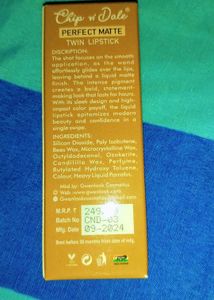 Chip n' Dale
PERFECT MATTE
TWIN LIPSTICK
DISCRIPTION:
The shot focuses on the smooth
application. As the wand
effortlessly glides over the lips,
leaving behind a liquid matte
finish. The intense pigment
creates a bold, statement-
making look that lasts for hours.
With its sleek design and high-
impact color payoff, the liquid
lipstick epitomizes modern
beauty and confidence in a
single swipe.
INGREDIENTS:
Silicon Dioxide, Poly Isobutene,
Bees Wax, Microcrystalline Wax,
Octyldodecanol, Ozokerite,
Candelilla Wax, Perfume,
Butylated Hydroxy Toluene,
Colour, Heavy Liquid Paraffin.
Mfd by: Cosmetics
M.R.P. 249
Batch No CND-03
Mfg. Date 09-2024
Best before 36 months from date of mfg.